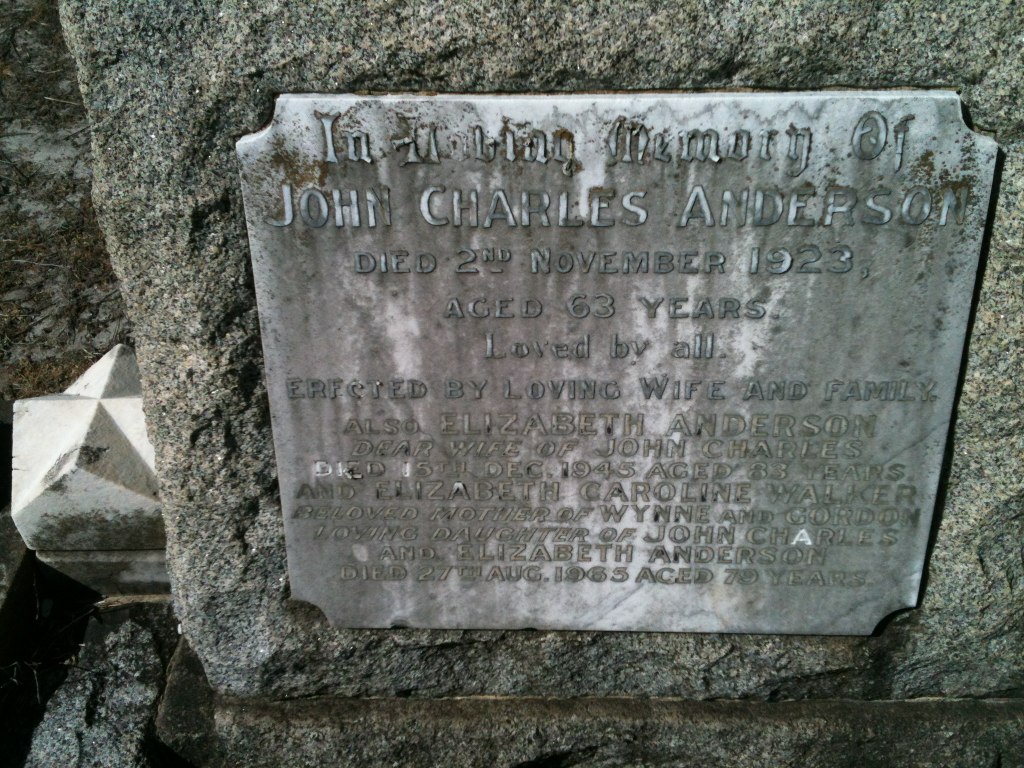 In Loving Memory Of
JOHN CHARLES ANDERSON
DIED 2ND NOVEMBER 1923,
AGED 63 YEARS.
Loved by all.
ERECTED BY LOVING WIFE AND FAMILY.
ALSO ELIZABETH ANDERSON
DEAR WIFE OF JOHN CHARLES
DIED 15TH DEC. 1945 AGED 83 YEARS
AND ELIZABETH CAROLINE WALKER
BELOVED MOTHER OF WYNNE AND GORDON
LOVING DAUGHTER OF JOHN CHARLES
AND ELIZABETH ANDERSON
DIED 27TH AUG. 1965 AGED 79 YEARS.